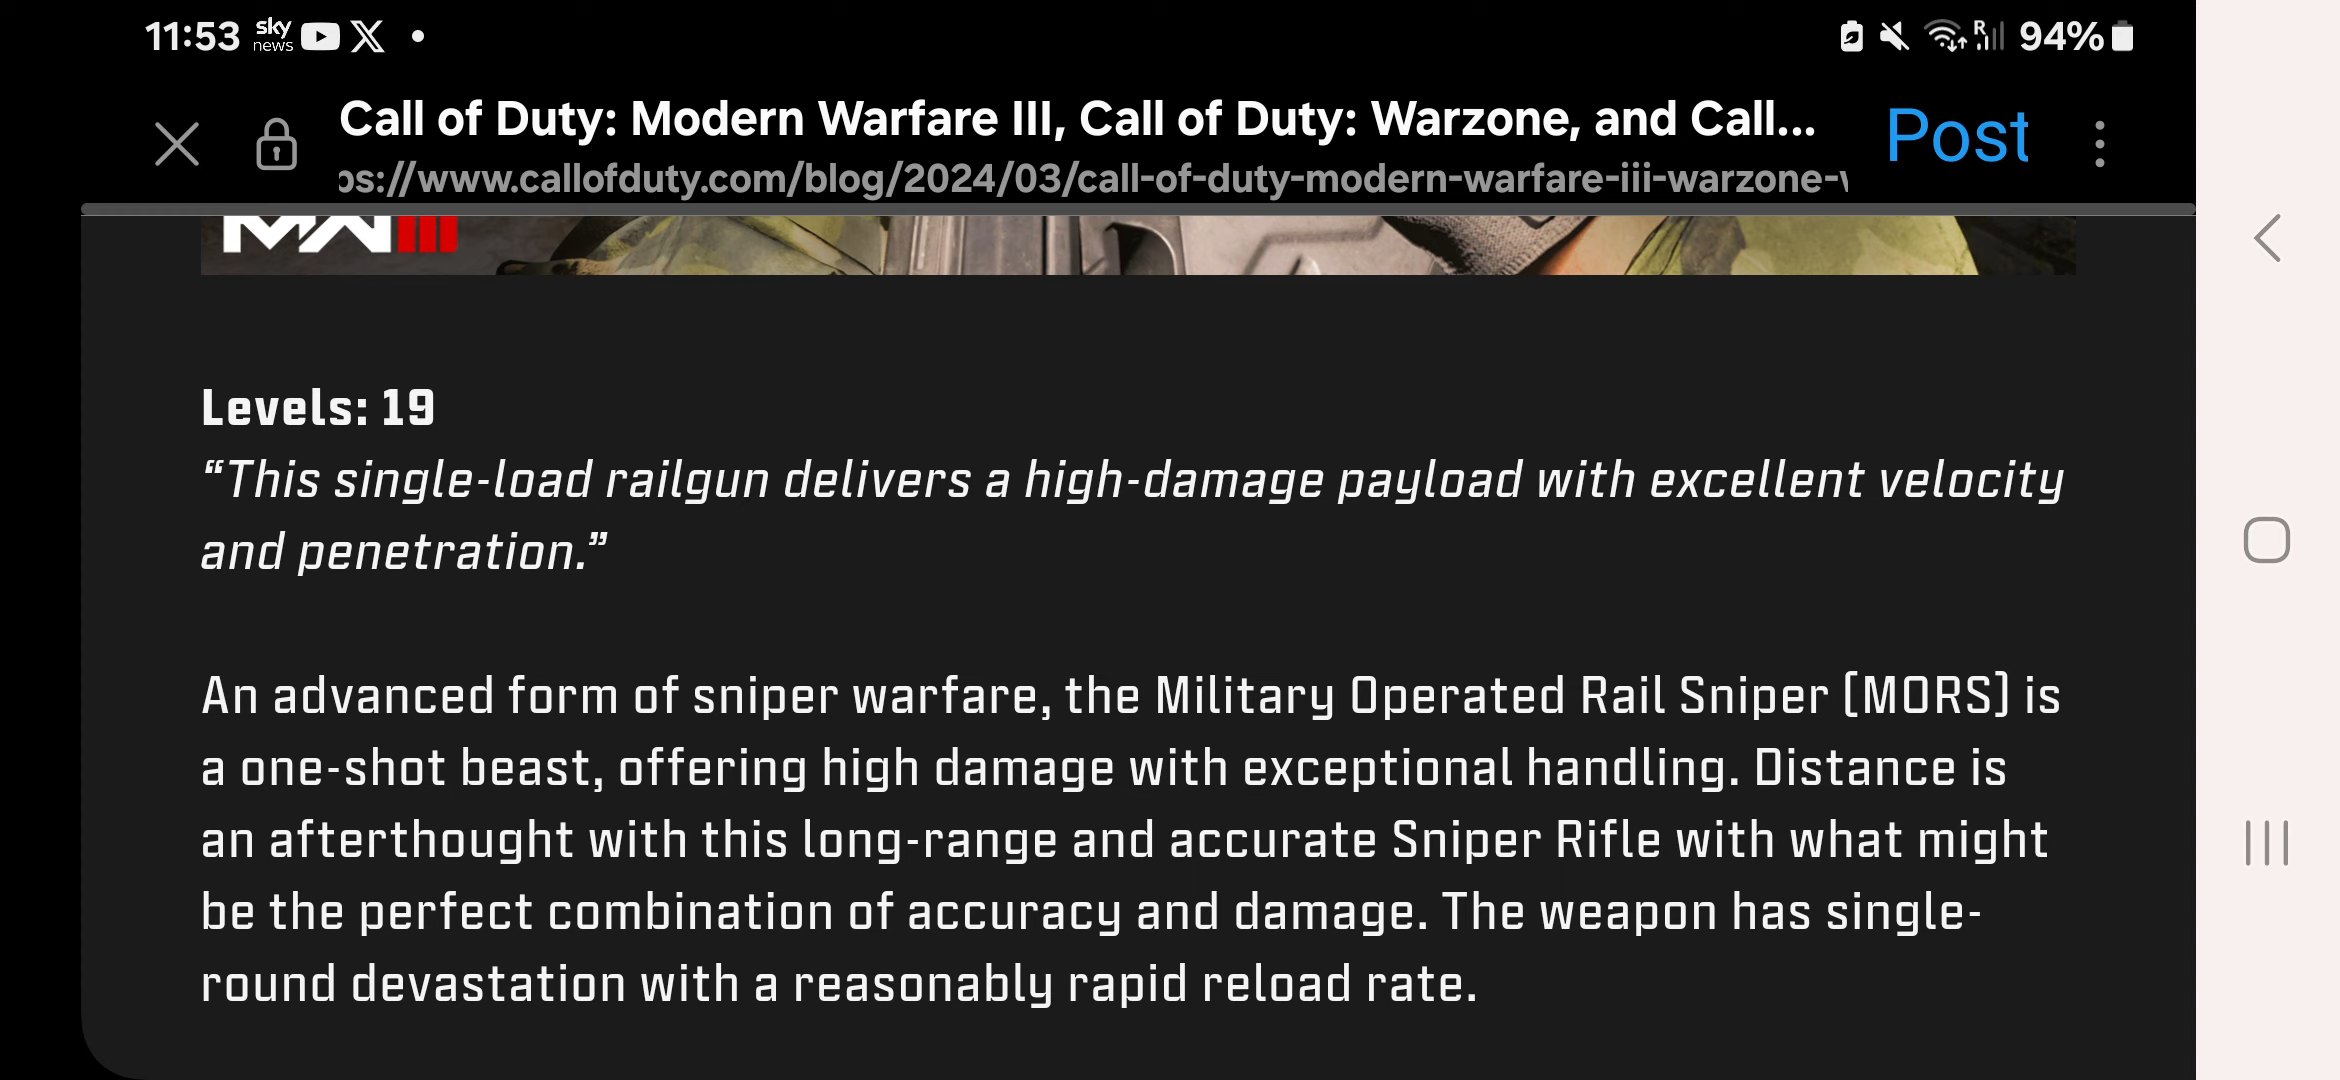 11:53 sky news 94%
Call of Duty: Modern Warfare III, Call of Duty: Warzone, and Call... Post
ps://www.callofduty.com/blog/2024/03/call-of-duty-modern-warfare-iii-warzone-
MWIII
Levels: 19
“This single-load railgun delivers a high-damage payload with excellent velocity
and penetration.”
An advanced form of sniper warfare, the Military Operated Rail Sniper (MORS) is
a one-shot beast, offering high damage with exceptional handling. Distance is
an afterthought with this long-range and accurate Sniper Rifle with what might
be the perfect combination of accuracy and damage. The weapon has single-
round devastation with a reasonably rapid reload rate.